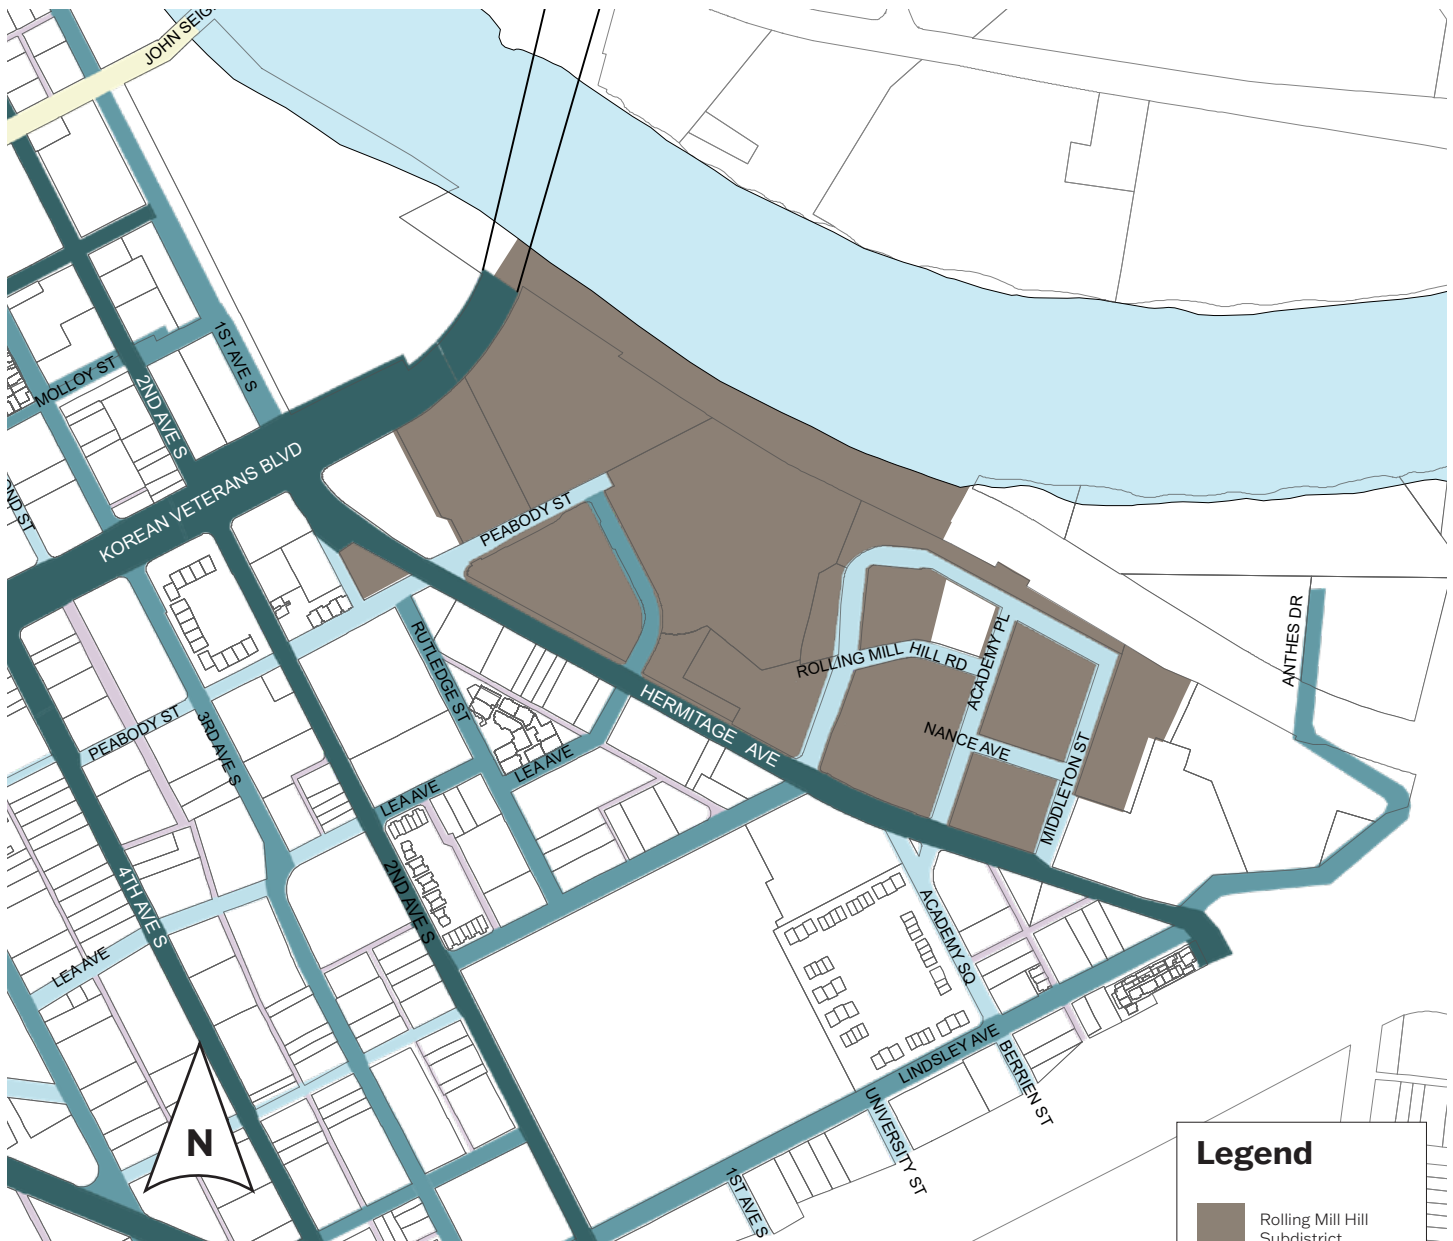 JOHN SEIG
1ST AVE S
MOLLOY ST
2ND AVE S
KOREAN VETERANS BLVD
OND ST
PEABODY ST
RUTLEDGE ST
HERMITAGE AVE
ROLLING MILL HILL RD
ACADEMY PL
NANCE AVE
MIDDLETON ST
ANTHES DR
PEABODY ST
3RD AVE S
LEA AVE
LEA AVE
4TH AVE S
2ND AVE S
LEA AVE
ACADEMY SQ
LINDSLEY AVE
BERRIEN ST
UNIVERSITY ST
1ST AVE S
N
Legend
Rolling Mill Hill
Subdistrict